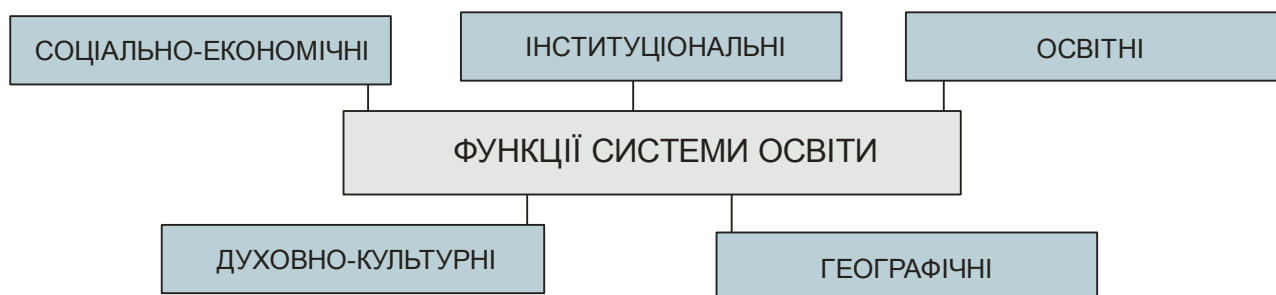 СОЦІАЛЬНО-ЕКОНОМІЧНІ
ІНСТИТУЦІОНАЛЬНІ
ОСВІТНІ
ФУНКЦІЇ СИСТЕМИ ОСВІТИ
ДУХОВНО-КУЛЬТУРНІ
ГЕОГРАФІЧНІ